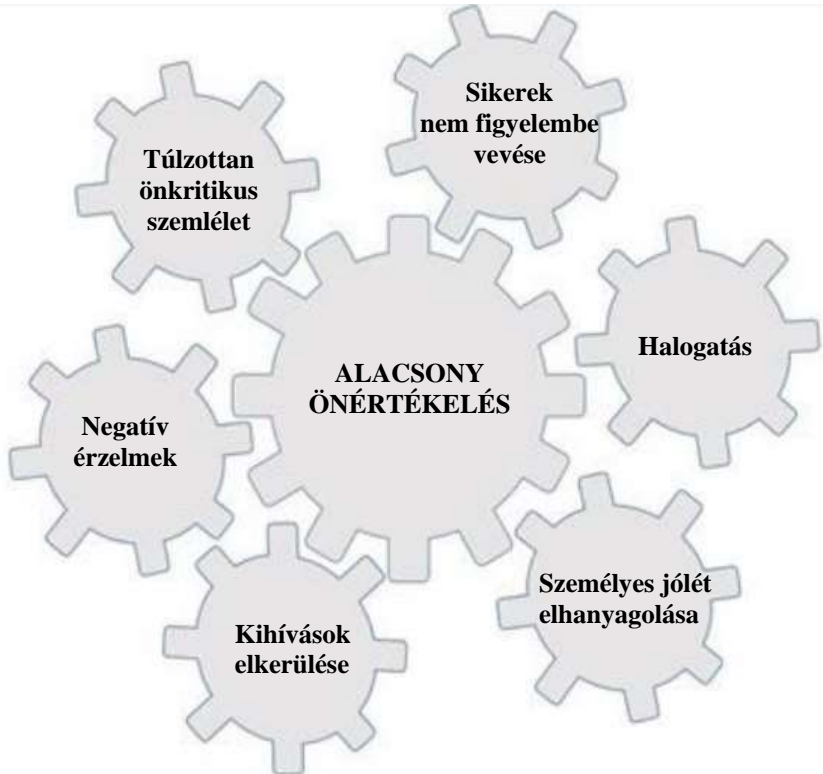 Sikerek
nem figyelembe
vevése
Túlzottan
önkritikus
szemlélet
Halogatás
ALACSONY
ÖNÉRTÉKELÉS
Negatív
érzelmek
Személyes jólét
elhanyagolása
Kihívások
elkerülése